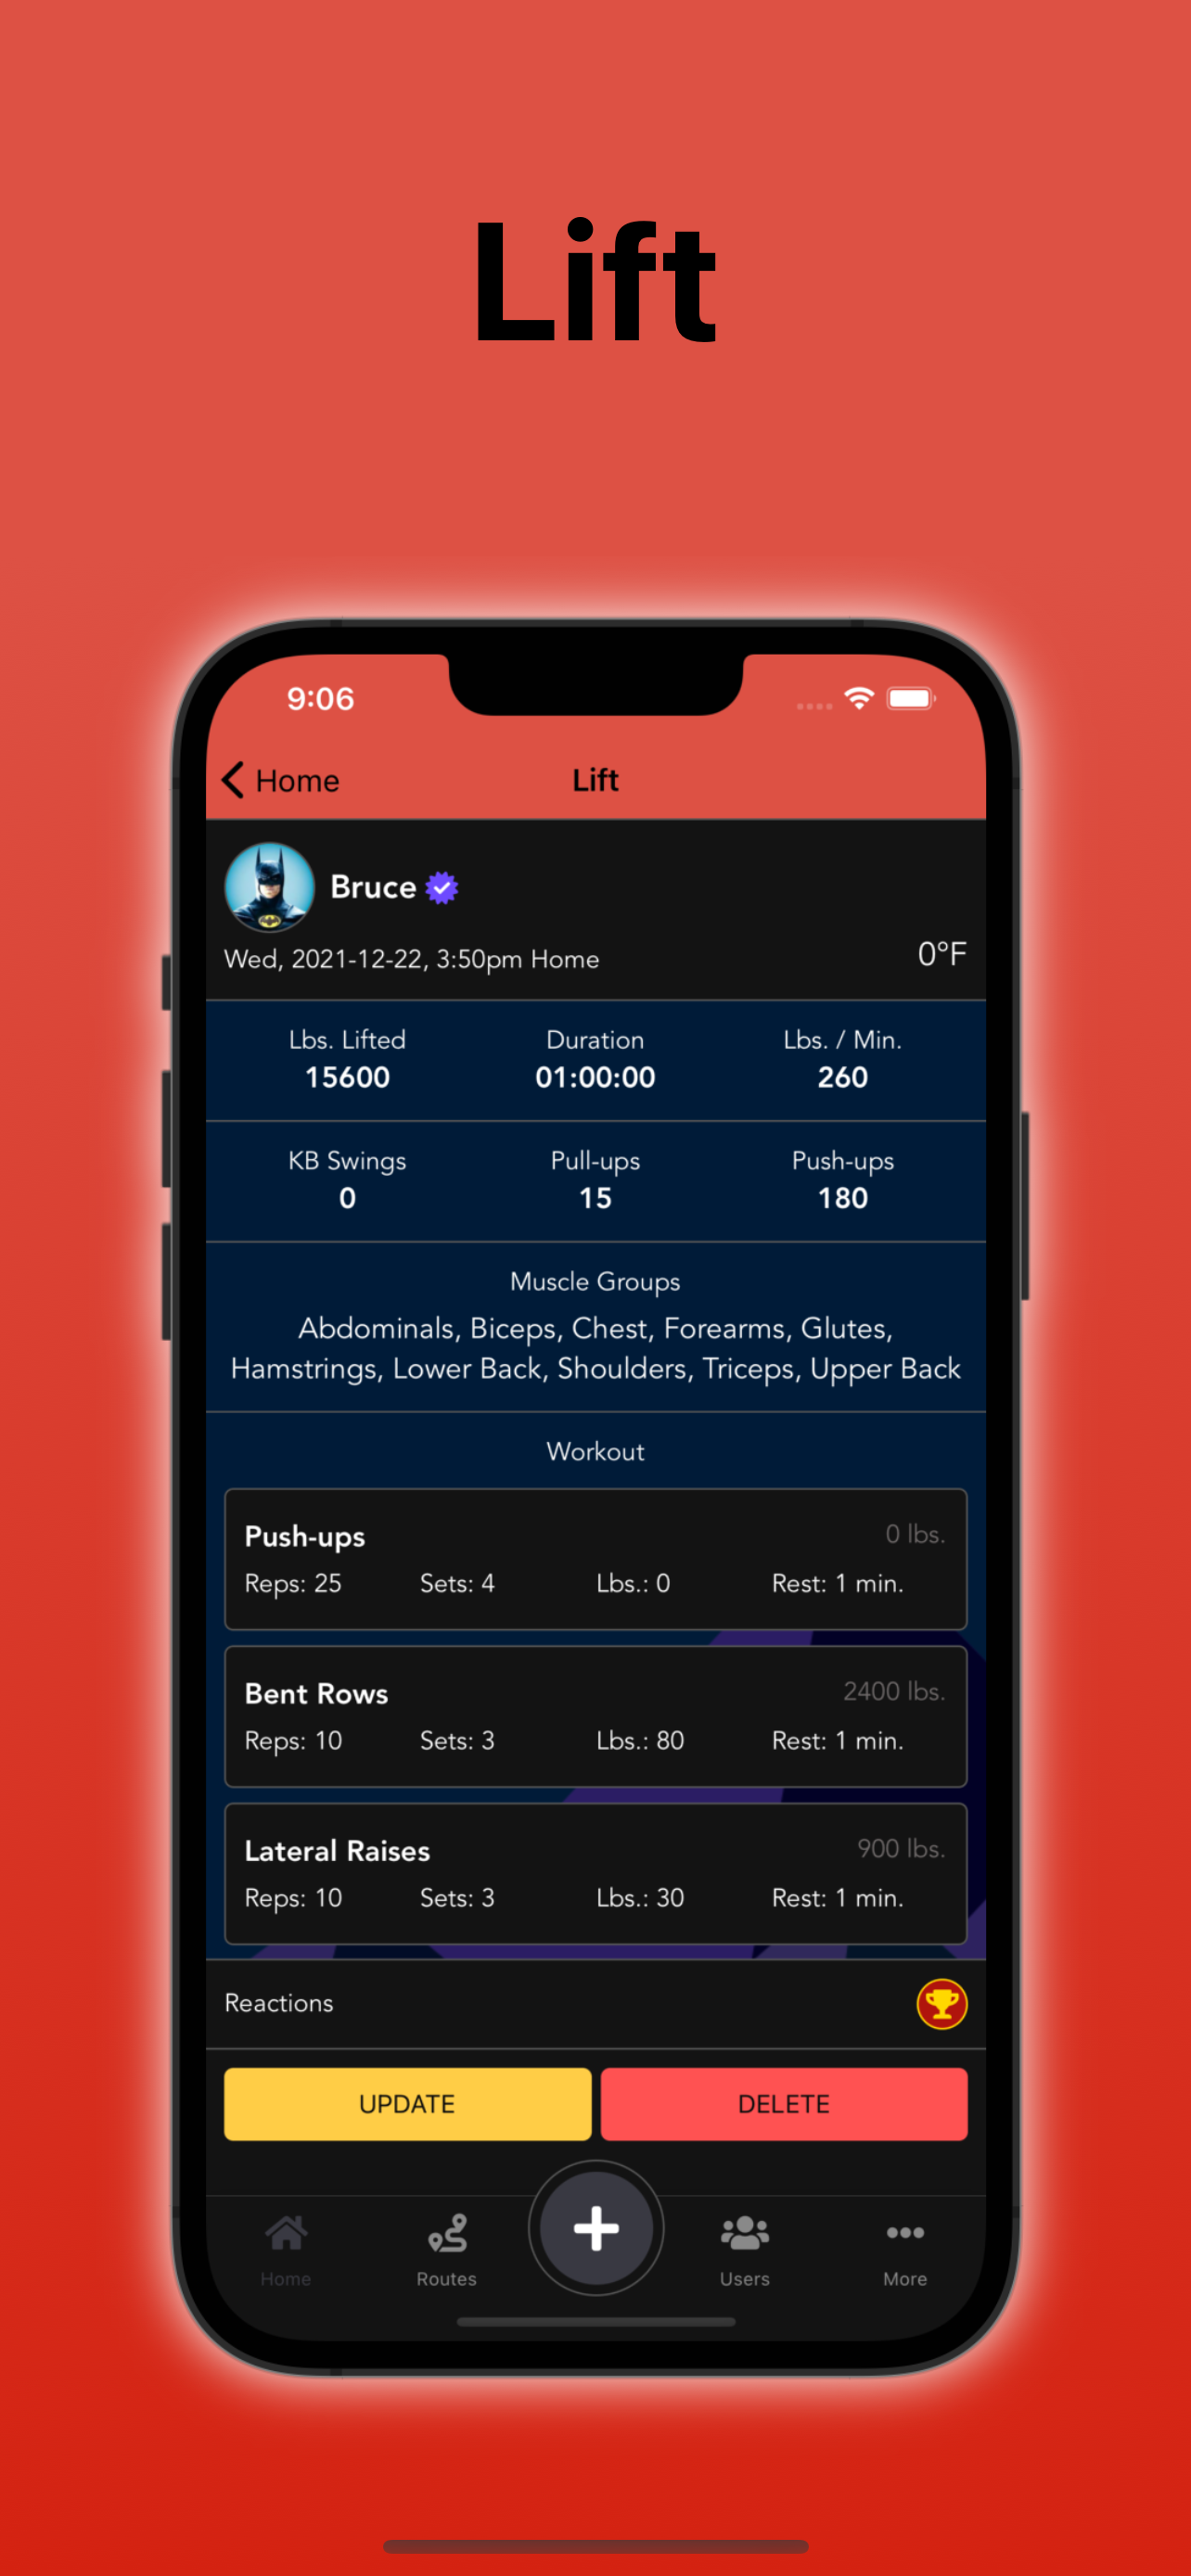 Lift
9:06
Home Lift
Bruce
Wed, 2021-12-22, 3:50pm Home 0°F
Lbs. Lifted Duration Lbs. / Min.
15600 01:00:00 260
KB Swings Pull-ups Push-ups
0 15 180
Muscle Groups
Abdominals, Biceps, Chest, Forearms, Glutes,
Hamstrings, Lower Back, Shoulders, Triceps, Upper Back
Workout
Push-ups 0 lbs.
Reps: 25 Sets: 4 Lbs.: 0 Rest: 1 min.
Bent Rows 2400 lbs.
Reps: 10 Sets: 3 Lbs.: 80 Rest: 1 min.
Lateral Raises 900 lbs.
Reps: 10 Sets: 3 Lbs.: 30 Rest: 1 min.
Reactions
UPDATE DELETE
Home Routes Users More